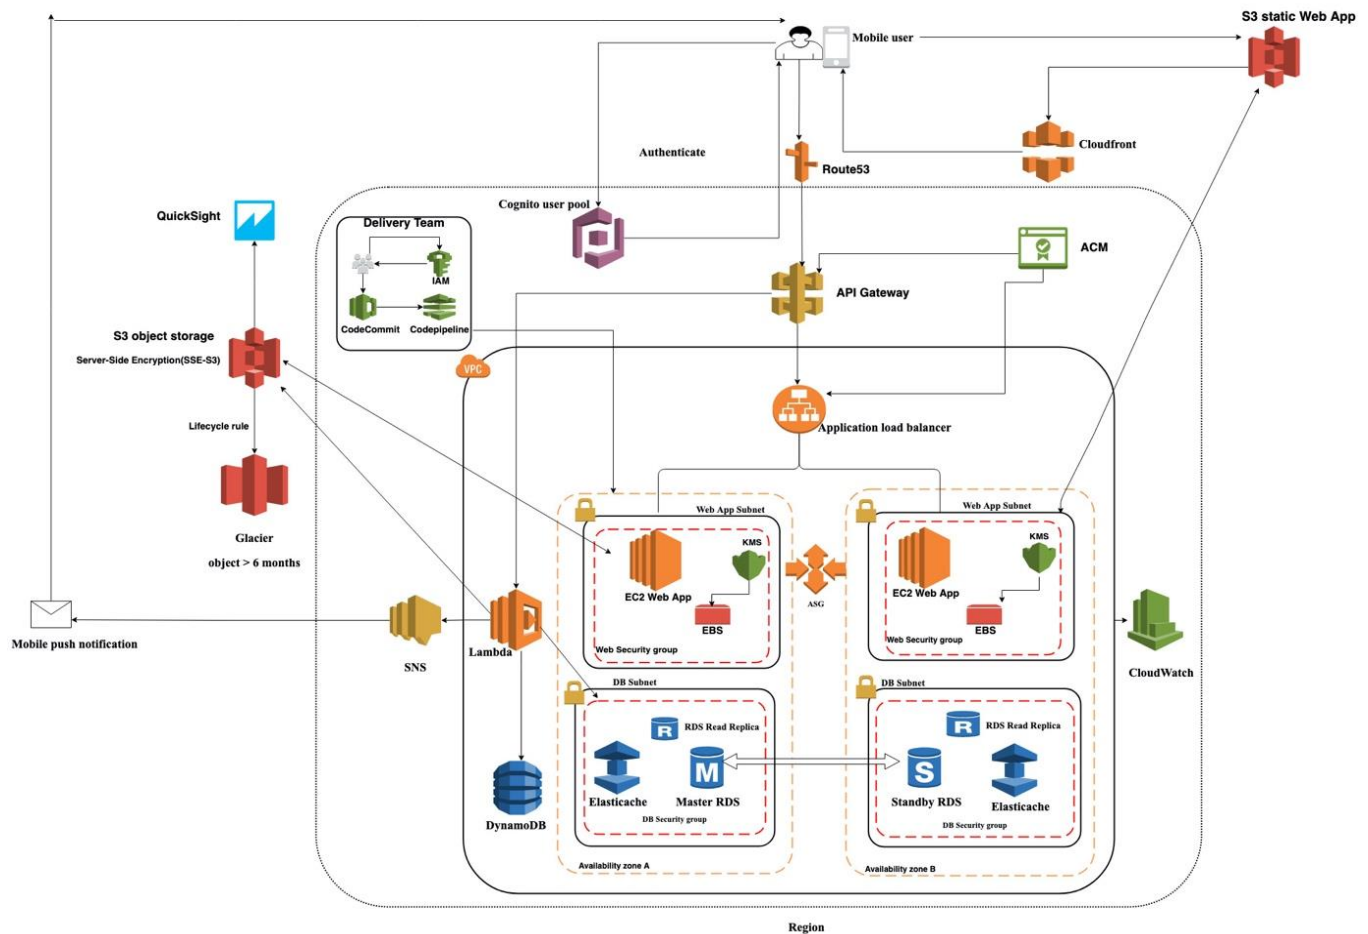 S3 static Web App
Mobile user
Cloudfront
Authenticate
Route53
QuickSight
Cognito user pool
Delivery Team
IAM
CodeCommit
Codepipeline
ACM
API Gateway
S3 object storage
Server-Side Encryption(SSE-S3)
VPC
Lifecycle rule
Application load balancer
Glacier
object > 6 months
Web App Subnet
KMS
EC2 Web App
EBS
Web Security group
ASG
Web App Subnet
KMS
EC2 Web App
EBS
Web Security group
Mobile push notification
SNS
Lambda
CloudWatch
DB Subnet
R
RDS Read Replica
M
Elasticache
Master RDS
DB Security group
DB Subnet
R
RDS Read Replica
S
Standby RDS
Elasticache
DB Security group
DynamoDB
Availability zone A
Availability zone B
Region